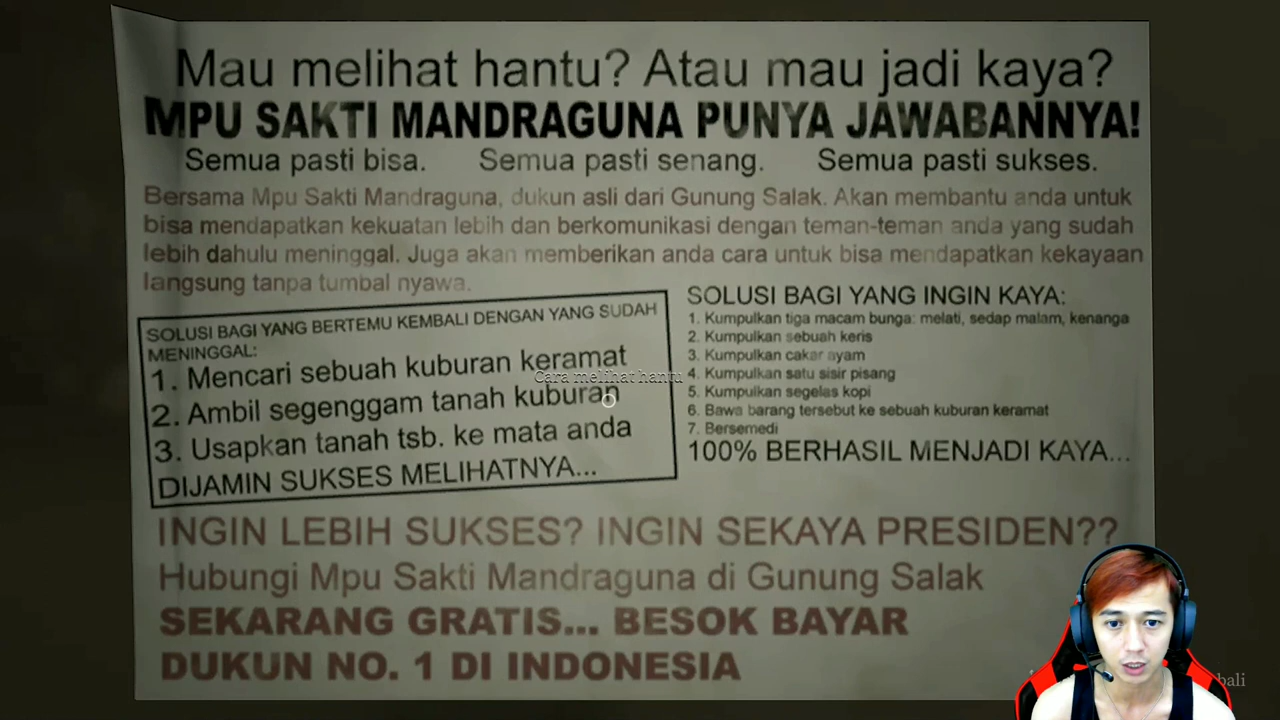 Mau melihat hantu? Atau mau jadi kaya?
MPU SAKTI MANDRAGUNA PUNYA JAWABANNYA!
Semua pasti bisa. Semua pasti senang. Semua pasti sukses.
Bersama Mpu Sakti Mandraguna, dukun asli dari Gunung Salak. Akan membantu anda untuk
bisa mendapatkan kekuatan lebih dan berkomunikasi dengan teman-teman anda yang sudah
lebih dahulu meninggal. Juga akan memberikan anda cara untuk bisa mendapatkan kekayaan
langsung tanpa tumbal nyawa.
SOLUSI BAGI YANG BERTEMU KEMBALI DENGAN YANG SUDAH
MENINGGAL:
1. Mencari sebuah kuburan keramat
2. Ambil segenggam tanah kuburan
3. Usapkan tanah tsb. ke mata anda
DIJAMIN SUKSES MELIHATNYA...
Cara melihat hantu
SOLUSI BAGI YANG INGIN KAYA:
1. Kumpulkan tiga macam bunga: melati, sedap malam, kenanga
2. Kumpulkan sebuah keris
3. Kumpulkan cakar ayam
4. Kumpulkan satu sisir pisang
5. Kumpulkan segelas kopi
6. Bawa barang tersebut ke sebuah kuburan keramat
7. Bersemedi
100% BERHASIL MENJADI KAYA...
INGIN LEBIH SUKSES? INGIN SEKAYA PRESIDEN??
Hubungi Mpu Sakti Mandraguna di Gunung Salak
SEKARANG GRATIS... BESOK BAYAR
DUKUN NO. 1 DI INDONESIA